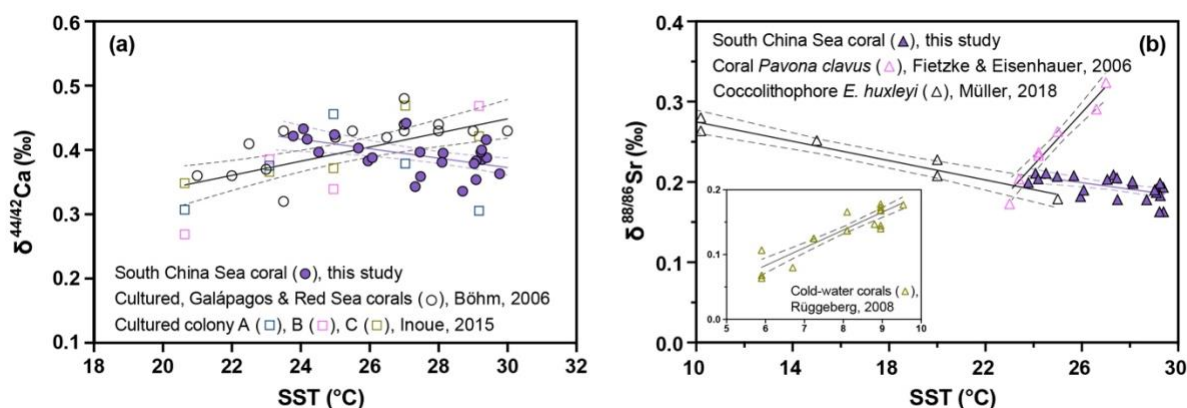 0.6
0.5
0.4
0.3
0.2
0.1
δ44/42Ca (‰)
(a)
South China Sea coral (●), this study
Cultured, Galápagos & Red Sea corals (○), Böhm, 2006
Cultured colony A (□), B (□), C (□), Inoue, 2015
18 20 22 24 26 28 30 32
SST (°C)
0.4
0.3
0.2
0.1
δ88/86Sr (‰)
(b)
South China Sea coral (▲), this study
Coral Pavona clavus (△), Fietzke & Eisenhauer, 2006
Coccolithophore E. huxleyi (△), Müller, 2018
0.2
0.1
0.0
Cold-water corals (△),
Rüggeberg, 2008
5 6 7 8 9 10
10 14 18 22 26 30
SST (°C)